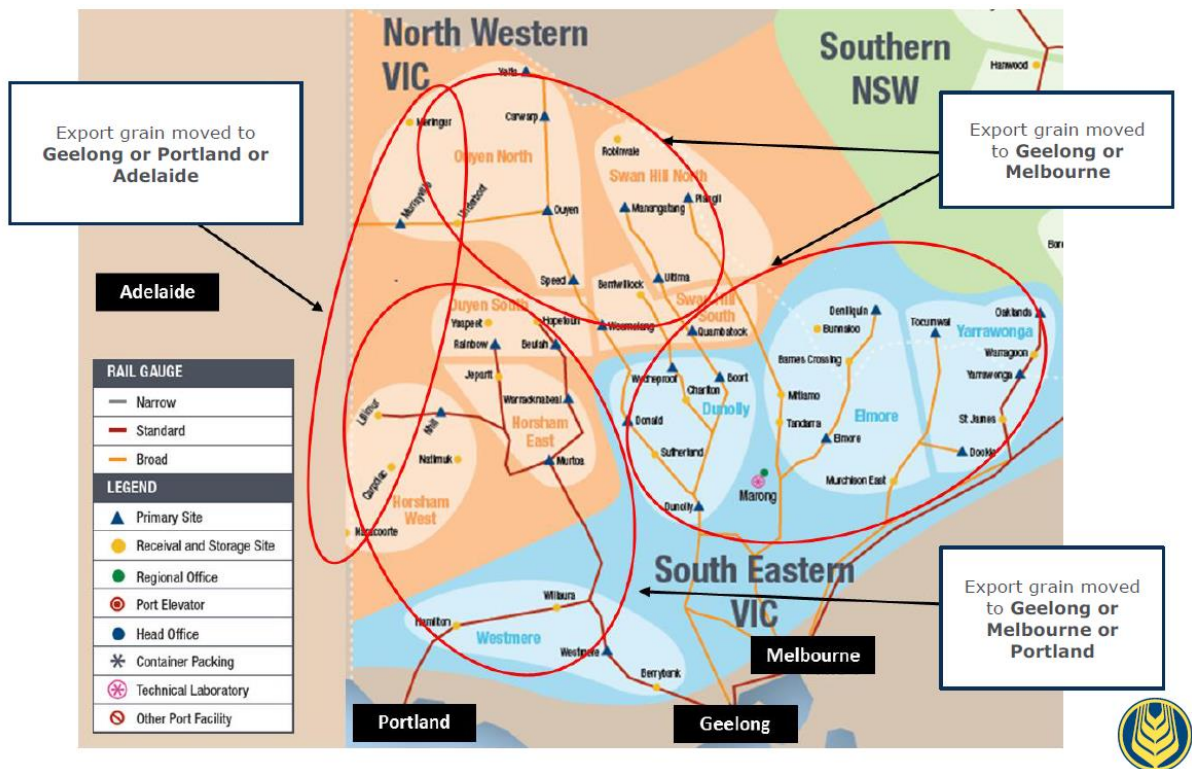 North Western
VIC
Southern
NSW
Export grain moved to
Geelong or Portland or
Adelaide
Export grain moved
to Geelong or
Melbourne
Hanwood
Yelta
Meringur
Carwarp
Ouyen North
Robinvale
Swan Hill North
Murrayville
Underbool
Ouyen
Manangatang
Piangil
Adelaide
Speed
Ultima
Berriwillock
Swan Hill
South
Ouyen South
Yaapeet
Hopetoun
Woomelang
Quambatook
Rainbow
Beulah
Deniliquin
Bunnaloo
Tocumwal
Oaklands
Yarrawonga
Warragoon
Barnes Crossing
Yarrawonga
RAIL GAUGE
Narrow
Standard
Broad
Jeparit
Wycheproof
Charlton
Boort
Dunolly
Warracknabeal
Mitiamo
Elmore
St James
Lillimur
Nhill
Horsham
East
Donald
Tandarra
Elmore
Dookie
Natimuk
Murtoa
Sutherland
Murchison East
Carpolac
Horsham
West
Marong
Dunolly
Naracoorte
LEGEND
Primary Site
Receival and Storage Site
Regional Office
Port Elevator
Head Office
Container Packing
Technical Laboratory
Other Port Facility
South Eastern
VIC
Export grain moved
to Geelong or
Melbourne or
Portland
Willaura
Hamilton
Westmere
Westmere
Berrybank
Melbourne
Portland
Geelong